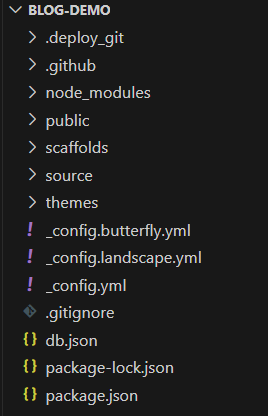 BLOG-DEMO
.deploy_git
.github
node_modules
public
scaffolds
source
themes
! _config.butterfly.yml
! _config.landscape.yml
! _config.yml
.gitignore
{} db.json
{} package-lock.json
{} package.json